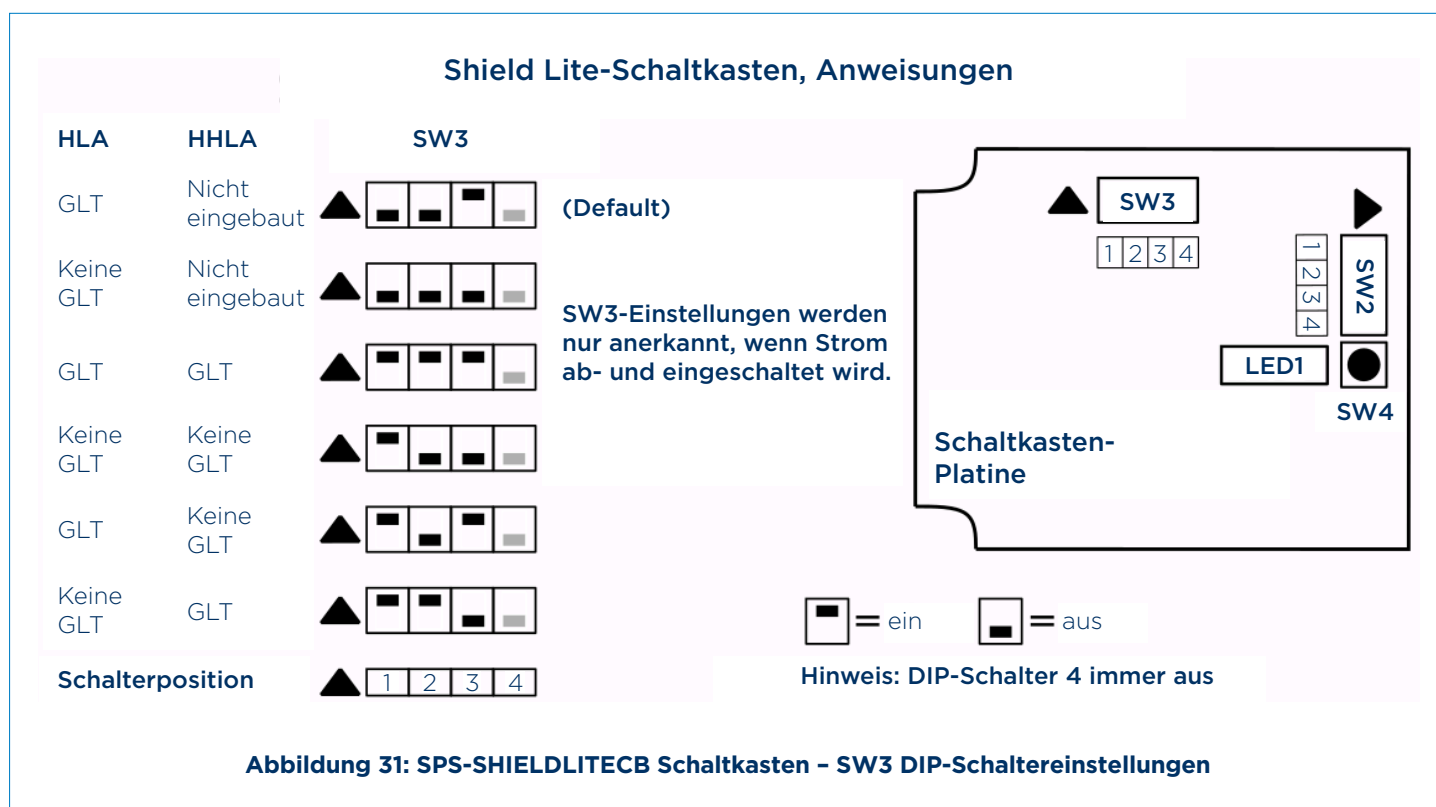 Shield Lite-Schaltkasten, Anweisungen
HLA HHLA SW3
GLT Nicht
eingebaut
(Default)
Keine
GLT
Nicht
eingebaut
SW3-Einstellungen werden
nur anerkannt, wenn Strom
ab- und eingeschaltet wird.
GLT GLT
Keine
GLT
Keine
GLT
GLT Keine
GLT
Keine
GLT
GLT
Schalterposition 1 2 3 4
SW3
1 2 3 4
1 2 3 4
SW2
LED1
SW4
Schaltkasten-
Platine
= ein = aus
Hinweis: DIP-Schalter 4 immer aus
Abbildung 31: SPS-SHIELDLITECB Schaltkasten – SW3 DIP-Schaltereinstellungen